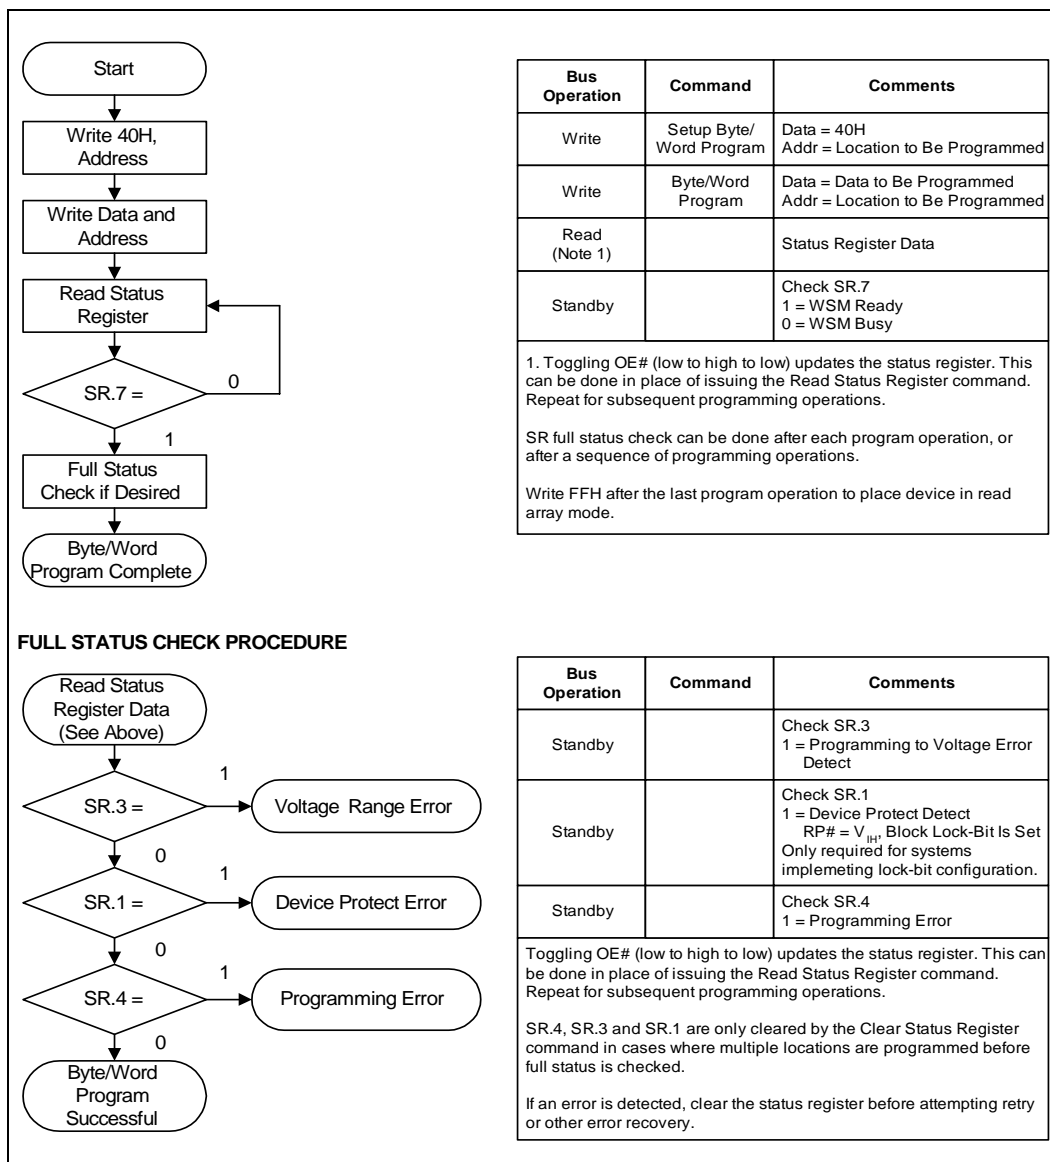 Start
Write 40H,
Address
Write Data and
Address
Read Status
Register
SR.7 =
0
1
Full Status
Check if Desired
Byte/Word
Program Complete
Bus
Operation
Command
Comments
Write
Setup Byte/
Word Program
Data = 40H
Addr = Location to Be Programmed
Write
Byte/Word
Program
Data = Data to Be Programmed
Addr = Location to Be Programmed
Read
(Note 1)
Status Register Data
Standby
Check SR.7
1 = WSM Ready
0 = WSM Busy
1. Toggling OE# (low to high to low) updates the status register. This
can be done in place of issuing the Read Status Register command.
Repeat for subsequent programming operations.
SR full status check can be done after each program operation, or
after a sequence of programming operations.
Write FFH after the last program operation to place device in read
array mode.
FULL STATUS CHECK PROCEDURE
Read Status
Register Data
(See Above)
SR.3 =
1
Voltage Range Error
0
SR.1 =
1
Device Protect Error
0
SR.4 =
1
Programming Error
0
Byte/Word
Program
Successful
Bus
Operation
Command
Comments
Standby
Check SR.3
1 = Programming to Voltage Error
Detect
Standby
Check SR.1
1 = Device Protect Detect
RP# = VIH, Block Lock-Bit Is Set
Only required for systems
implemeting lock-bit configuration.
Standby
Check SR.4
1 = Programming Error
Toggling OE# (low to high to low) updates the status register. This can
be done in place of issuing the Read Status Register command.
Repeat for subsequent programming operations.
SR.4, SR.3 and SR.1 are only cleared by the Clear Status Register
command in cases where multiple locations are programmed before
full status is checked.
If an error is detected, clear the status register before attempting retry
or other error recovery.